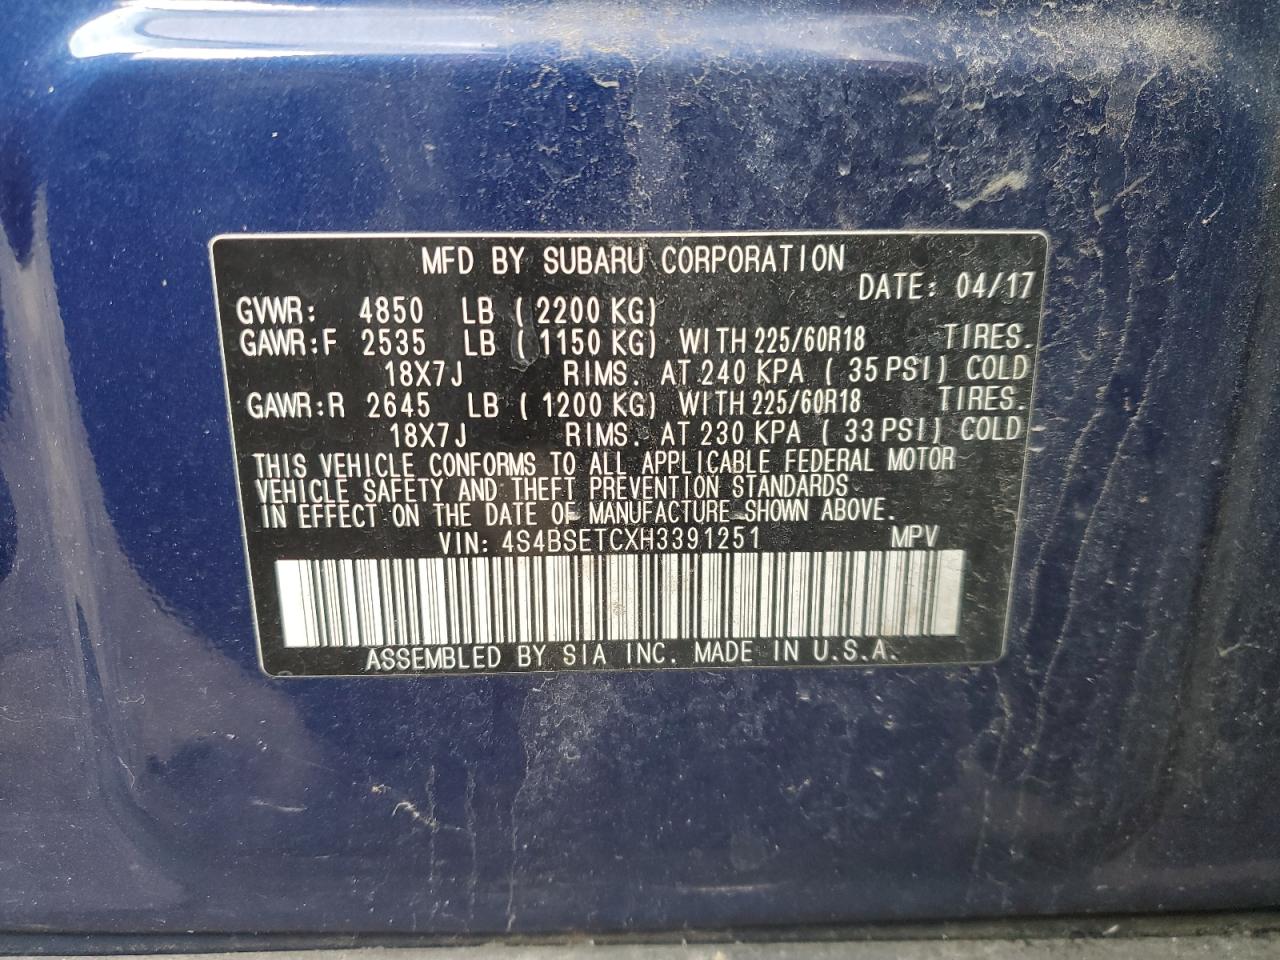 MFD BY SUBARU CORPORATION
DATE: 04/17
GVWR: 4850 LB ( 2200 KG)
GAWR:F 2535 LB ( 1150 KG) WITH 225/60R18 TIRES.
18X7J RIMS. AT 240 KPA ( 35 PSI) COLD
GAWR:R 2645 LB ( 1200 KG) WITH 225/60R18 TIRES.
18X7J RIMS. AT 230 KPA ( 33 PSI) COLD
THIS VEHICLE CONFORMS TO ALL APPLICABLE FEDERAL MOTOR
VEHICLE SAFETY AND THEFT PREVENTION STANDARDS
IN EFFECT ON THE DATE OF MANUFACTURE SHOWN ABOVE.
VIN: 4S4BSETCXH3391251 MPV
ASSEMBLED BY SIA INC. MADE IN U.S.A.